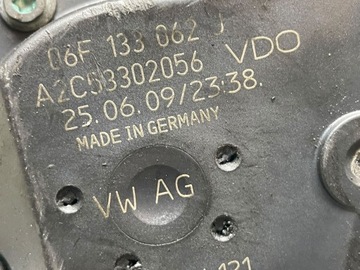 06F 133 062 J
A2C53302056 VDO
25.06.09/23:38.
MADE IN GERMANY
VW AG